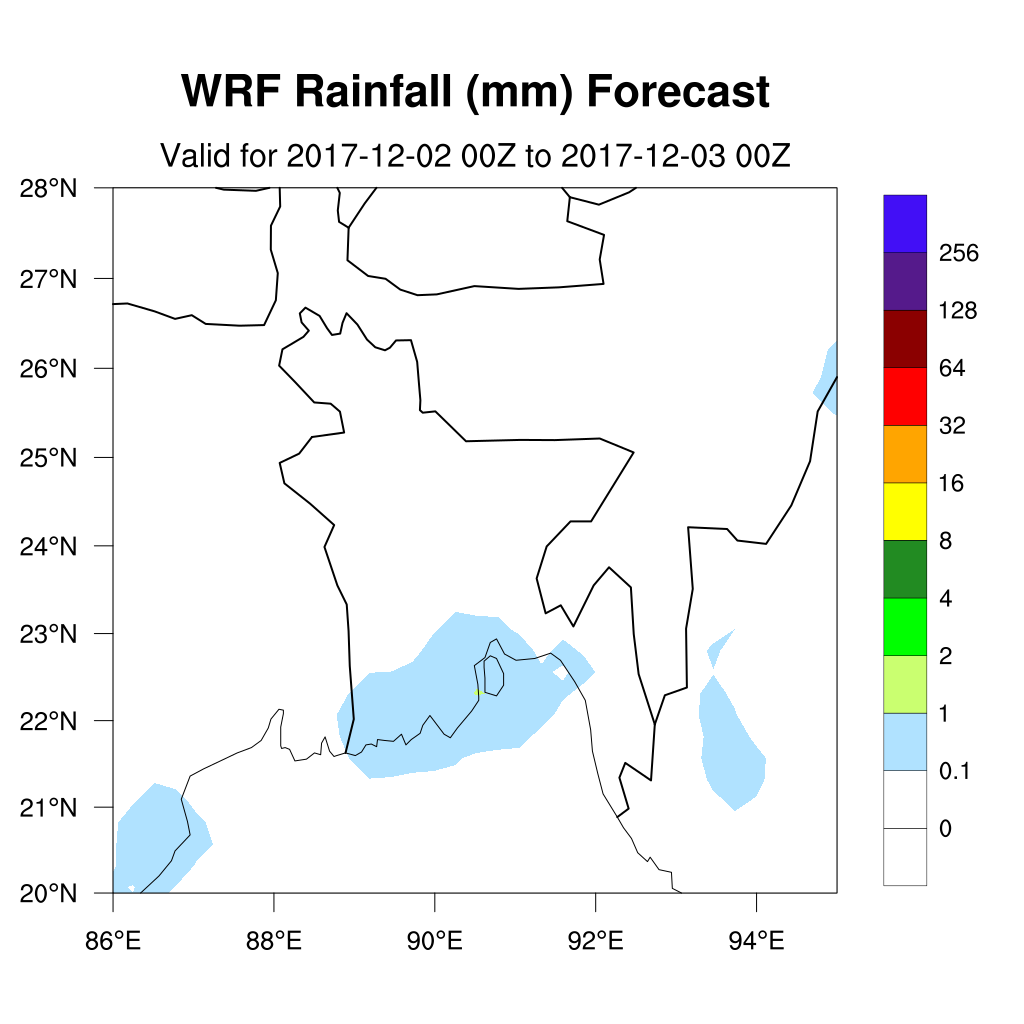 WRF Rainfall (mm) Forecast
Valid for 2017-12-02 00Z to 2017-12-03 00Z
28°N
27°N
26°N
25°N
24°N
23°N
22°N
21°N
20°N
86°E 88°E 90°E 92°E 94°E
256
128
64
32
16
8
4
2
1
0.1
0